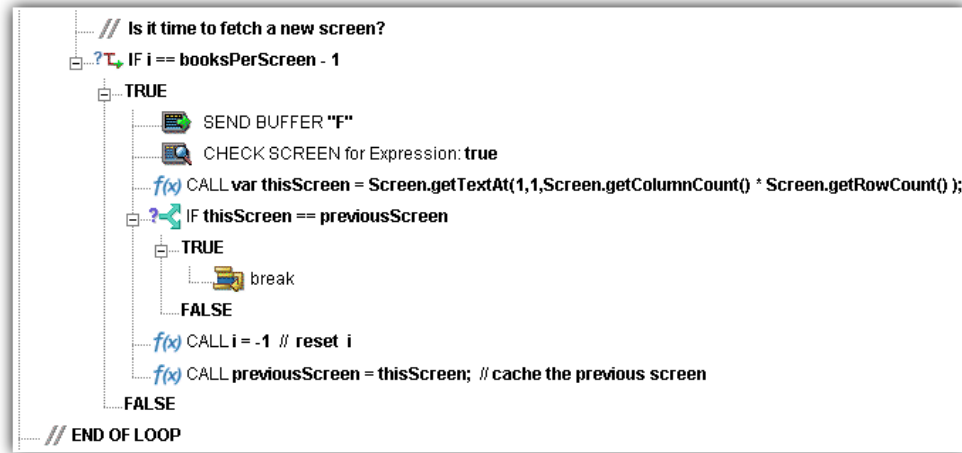 // Is it time to fetch a new screen?
IF i == booksPerScreen - 1
TRUE
SEND BUFFER "F"
CHECK SCREEN for Expression: true
f(x) CALL var thisScreen = Screen.getTextAt(1,1,Screen.getColumnCount() * Screen.getRowCount() );
IF thisScreen == previousScreen
TRUE
break
FALSE
f(x) CALL i = -1 // reset i
f(x) CALL previousScreen = thisScreen; // cache the previous screen
FALSE
// END OF LOOP